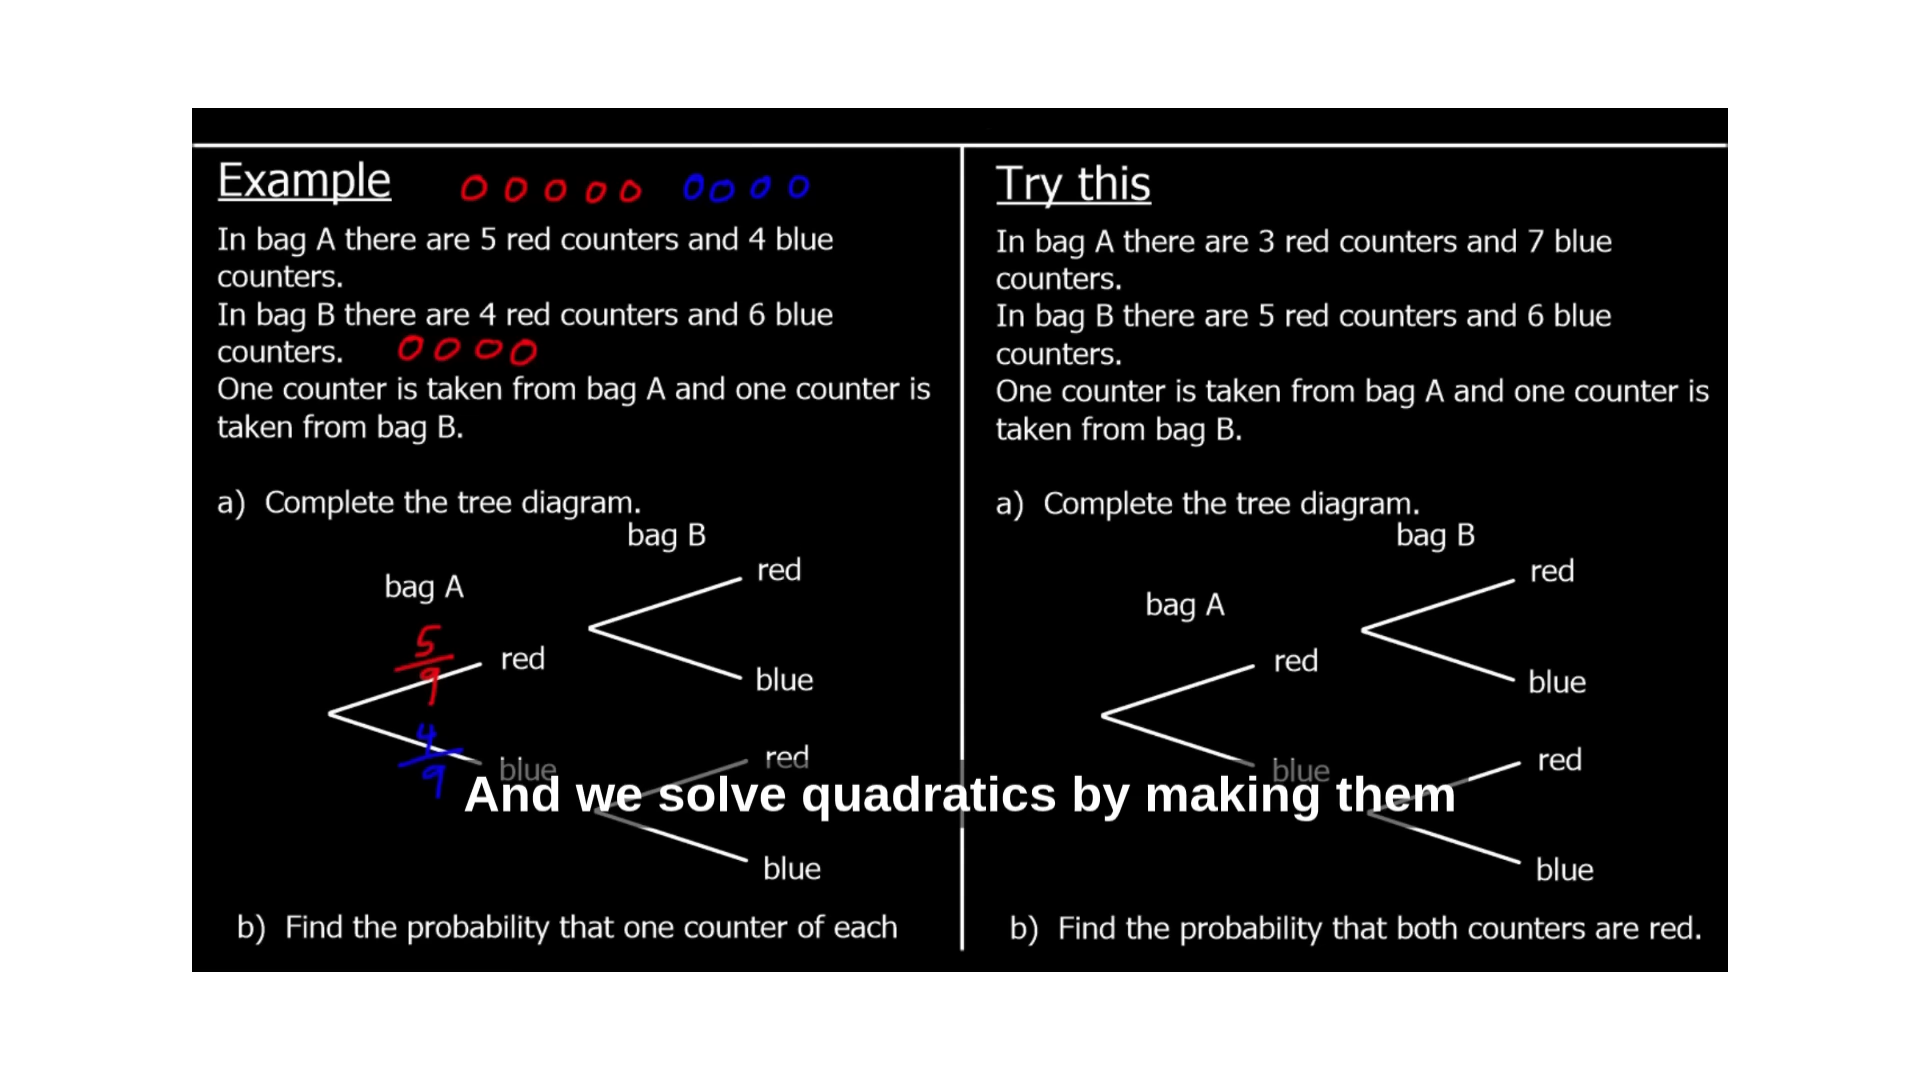 Example
O O O O O O O O O
In bag A there are 5 red counters and 4 blue
counters.
In bag B there are 4 red counters and 6 blue
counters.
O O O O
One counter is taken from bag A and one counter is
taken from bag B.
a) Complete the tree diagram.
bag B
bag A
red
5
9
red
blue
4
9
blue
red
blue
b) Find the probability that one counter of each
Try this
In bag A there are 3 red counters and 7 blue
counters.
In bag B there are 5 red counters and 6 blue
counters.
One counter is taken from bag A and one counter is
taken from bag B.
a) Complete the tree diagram.
bag B
bag A
red
red
blue
blue
red
blue
b) Find the probability that both counters are red.
And we solve quadratics by making them